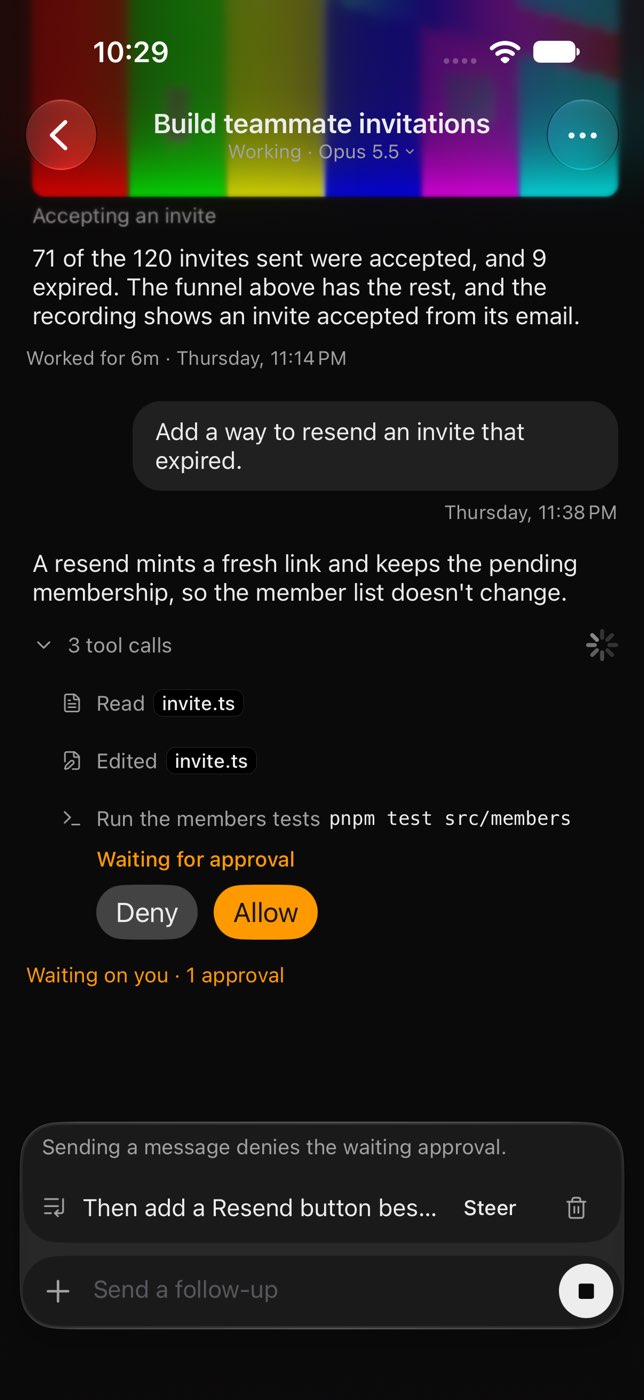 10:29
Build teammate invitations
Working · Opus 5.5
Accepting an invite
71 of the 120 invites sent were accepted, and 9
expired. The funnel above has the rest, and the
recording shows an invite accepted from its email.
Worked for 6m · Thursday, 11:14 PM
Add a way to resend an invite that
expired.
Thursday, 11:38 PM
A resend mints a fresh link and keeps the pending
membership, so the member list doesn't change.
3 tool calls
Read invite.ts
Edited invite.ts
Run the members tests pnpm test src/members
Waiting for approval
Deny Allow
Waiting on you · 1 approval
Sending a message denies the waiting approval.
Then add a Resend button bes... Steer
Send a follow-up